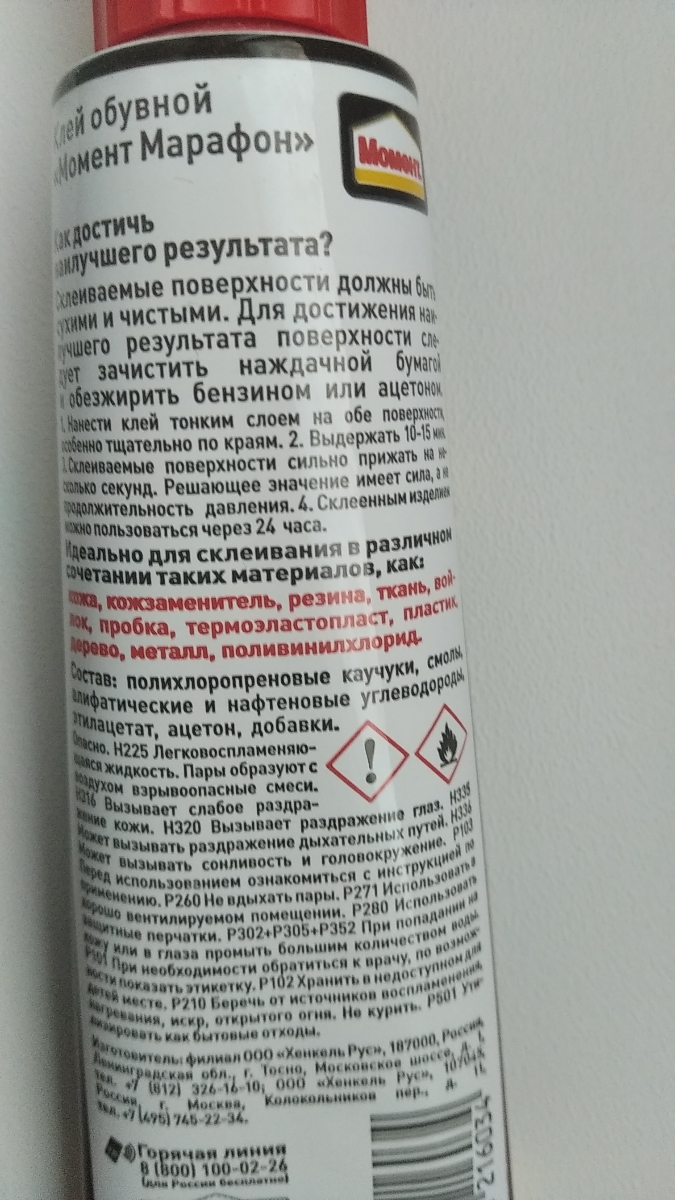 Клей обувной
«Момент Марафон»
Момент
Как достичь
наилучшего результата?
Склеиваемые поверхности должны быть
сухими и чистыми. Для достижения наи-
лучшего результата поверхности сле-
дует зачистить наждачной бумагой
и обезжирить бензином или ацетоном.
1. Нанести клей тонким слоем на обе поверхности,
особенно тщательно по краям. 2. Выдержать 10-15 мин.
3. Склеиваемые поверхности сильно прижать на не-
сколько секунд. Решающее значение имеет сила, а не
продолжительность давления. 4. Склеенным изделием
можно пользоваться через 24 часа.
Идеально для склеивания в различном
сочетании таких материалов, как:
кожа, кожзаменитель, резина, ткань, вой-
лок, пробка, термоэластопласт, пластик,
дерево, металл, поливинилхлорид.
Состав: полихлоропреновые каучуки, смолы,
алифатические и нафтеновые углеводороды,
этилацетат, ацетон, добавки.
Опасно. H225 Легковоспламеняю-
щаяся жидкость. Пары образуют с
воздухом взрывоопасные смеси.
H316 Вызывает слабое раздра-
жение кожи. H320 Вызывает раздражение глаз. H335
Может вызывать раздражение дыхательных путей. H336
Может вызывать сонливость и головокружение. P103
Перед использованием ознакомиться с инструкцией по
применению. P260 Не вдыхать пары. P271 Использовать в
хорошо вентилируемом помещении. P280 Использовать
защитные перчатки. P302+P305+P352 При попадании на
кожу или в глаза промыть большим количеством воды.
P101 При необходимости обратиться к врачу, по возмож-
ности показать этикетку. P102 Хранить в недоступном для
детей месте. P210 Беречь от источников воспламенения,
нагревания, искр, открытого огня. Не курить. P501 Ути-
лизировать как бытовые отходы.
Изготовитель: филиал ООО «Хенкель Рус», 187000, Россия,
Ленинградская обл., г. Тосно, Московское шоссе, д. 1,
тел. +7 (812) 326-16-10; ООО «Хенкель Рус», 107045,
Россия, г. Москва, Колокольников пер., д. 11,
тел. +7 (495) 745-22-34.
Горячая линия
8 (800) 100-02-26
(для России бесплатно)
216034